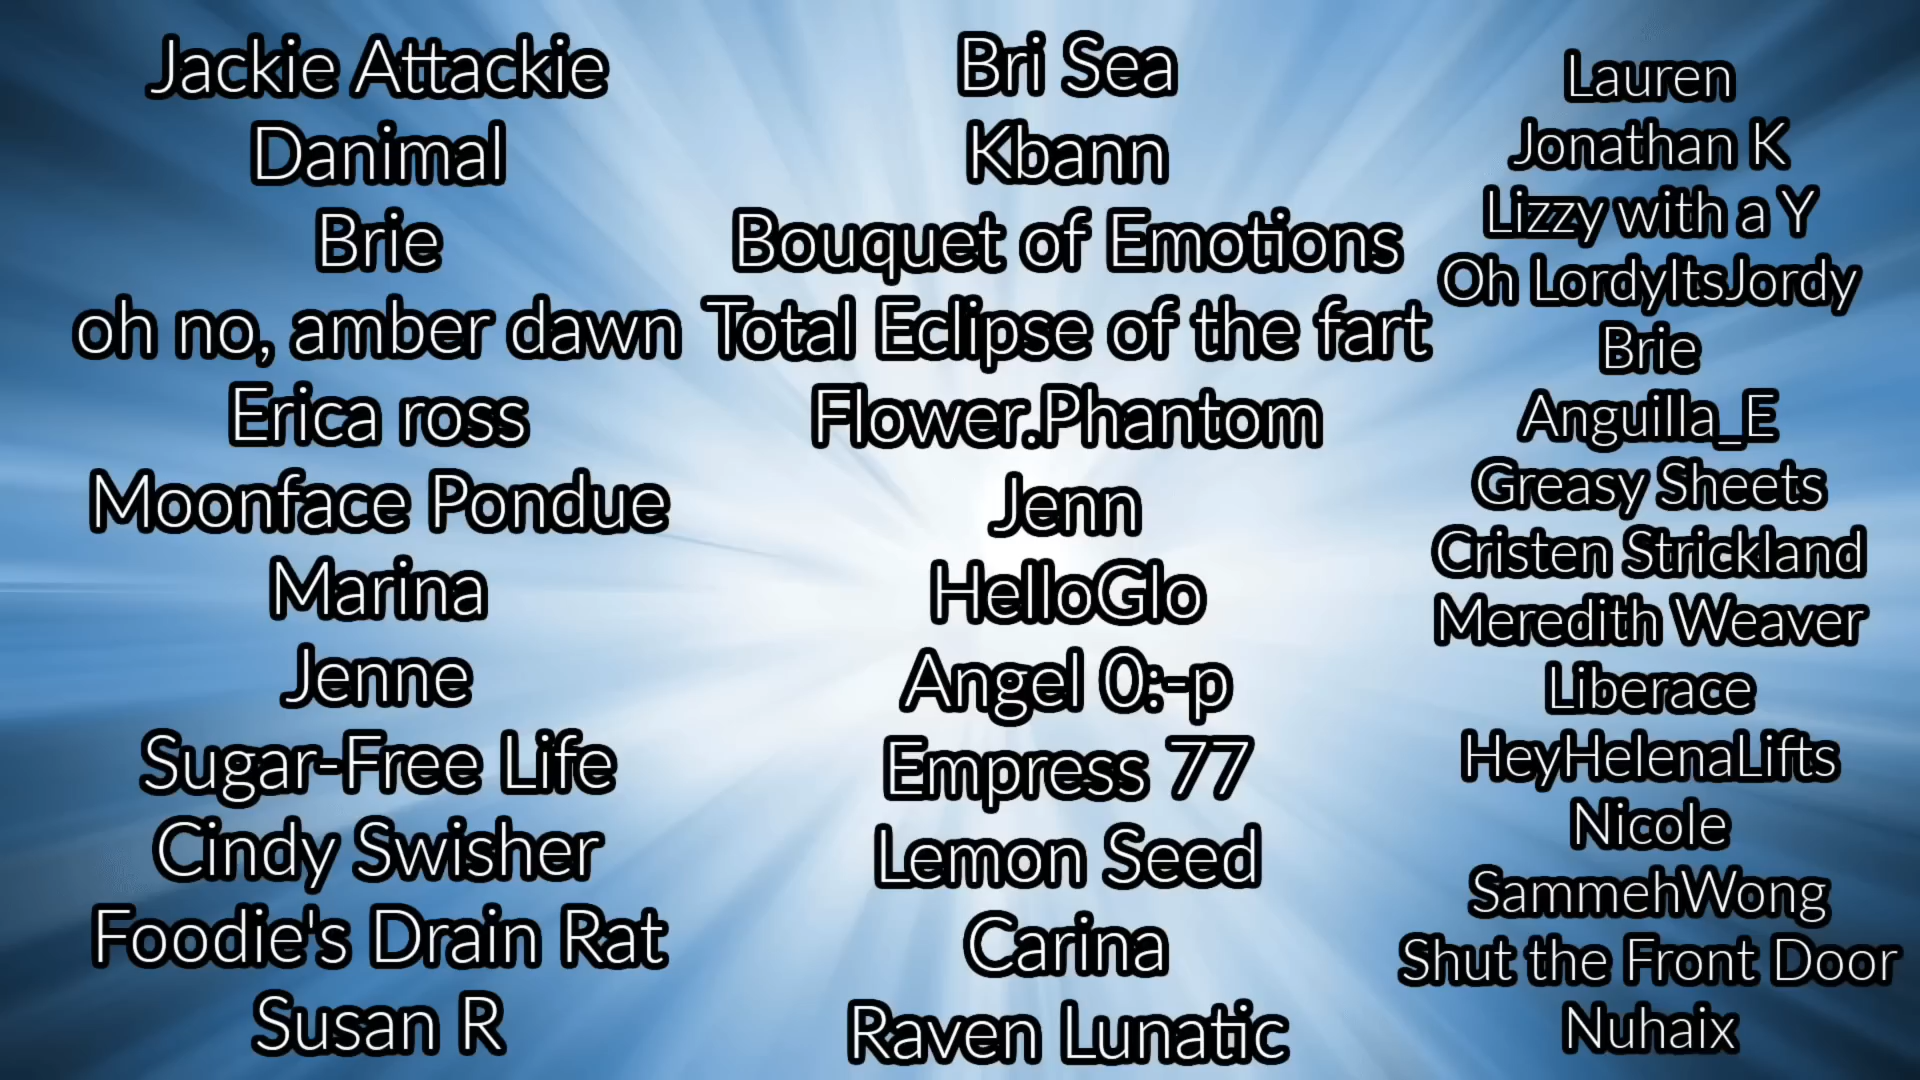 Jackie Attackie
Danimal
Brie
oh no, amber dawn
Erica ross
Moonface Pondue
Marina
Jenne
Sugar-Free Life
Cindy Swisher
Foodie's Drain Rat
Susan R
Bri Sea
Kbann
Bouquet of Emotions
Total Eclipse of the fart
Flower.Phantom
Jenn
HelloGlo
Angel 0:-p
Empress 77
Lemon Seed
Carina
Raven Lunatic
Lauren
Jonathan K
Lizzy with a Y
Oh LordyItsJordy
Brie
Anguilla_E
Greasy Sheets
Cristen Strickland
Meredith Weaver
Liberace
HeyHelenaLifts
Nicole
SammehWong
Shut the Front Door
Nuhaix